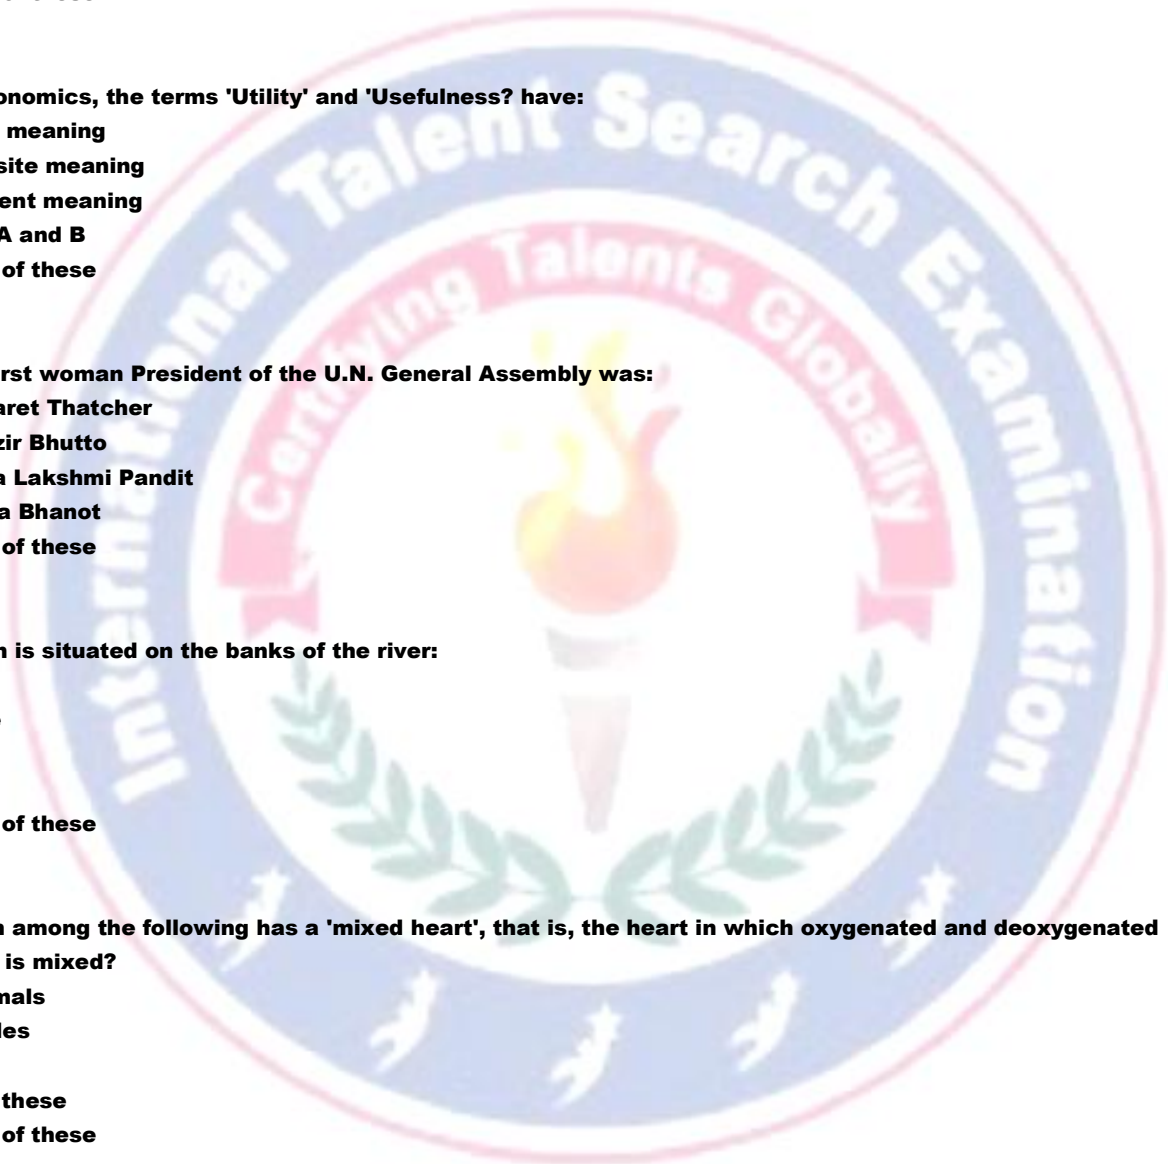 onomics, the terms 'Utility' and 'Usefulness? have:
meaning
site meaning
ent meaning
A and B
of these
rst woman President of the U.N. General Assembly was:
aret Thatcher
zir Bhutto
a Lakshmi Pandit
a Bhanot
of these
n is situated on the banks of the river:
of these
n among the following has a 'mixed heart', that is, the heart in which oxygenated and deoxygenated
is mixed?
mals
les
these
of these
International Talent Search Examination
Certifying Talents Globally